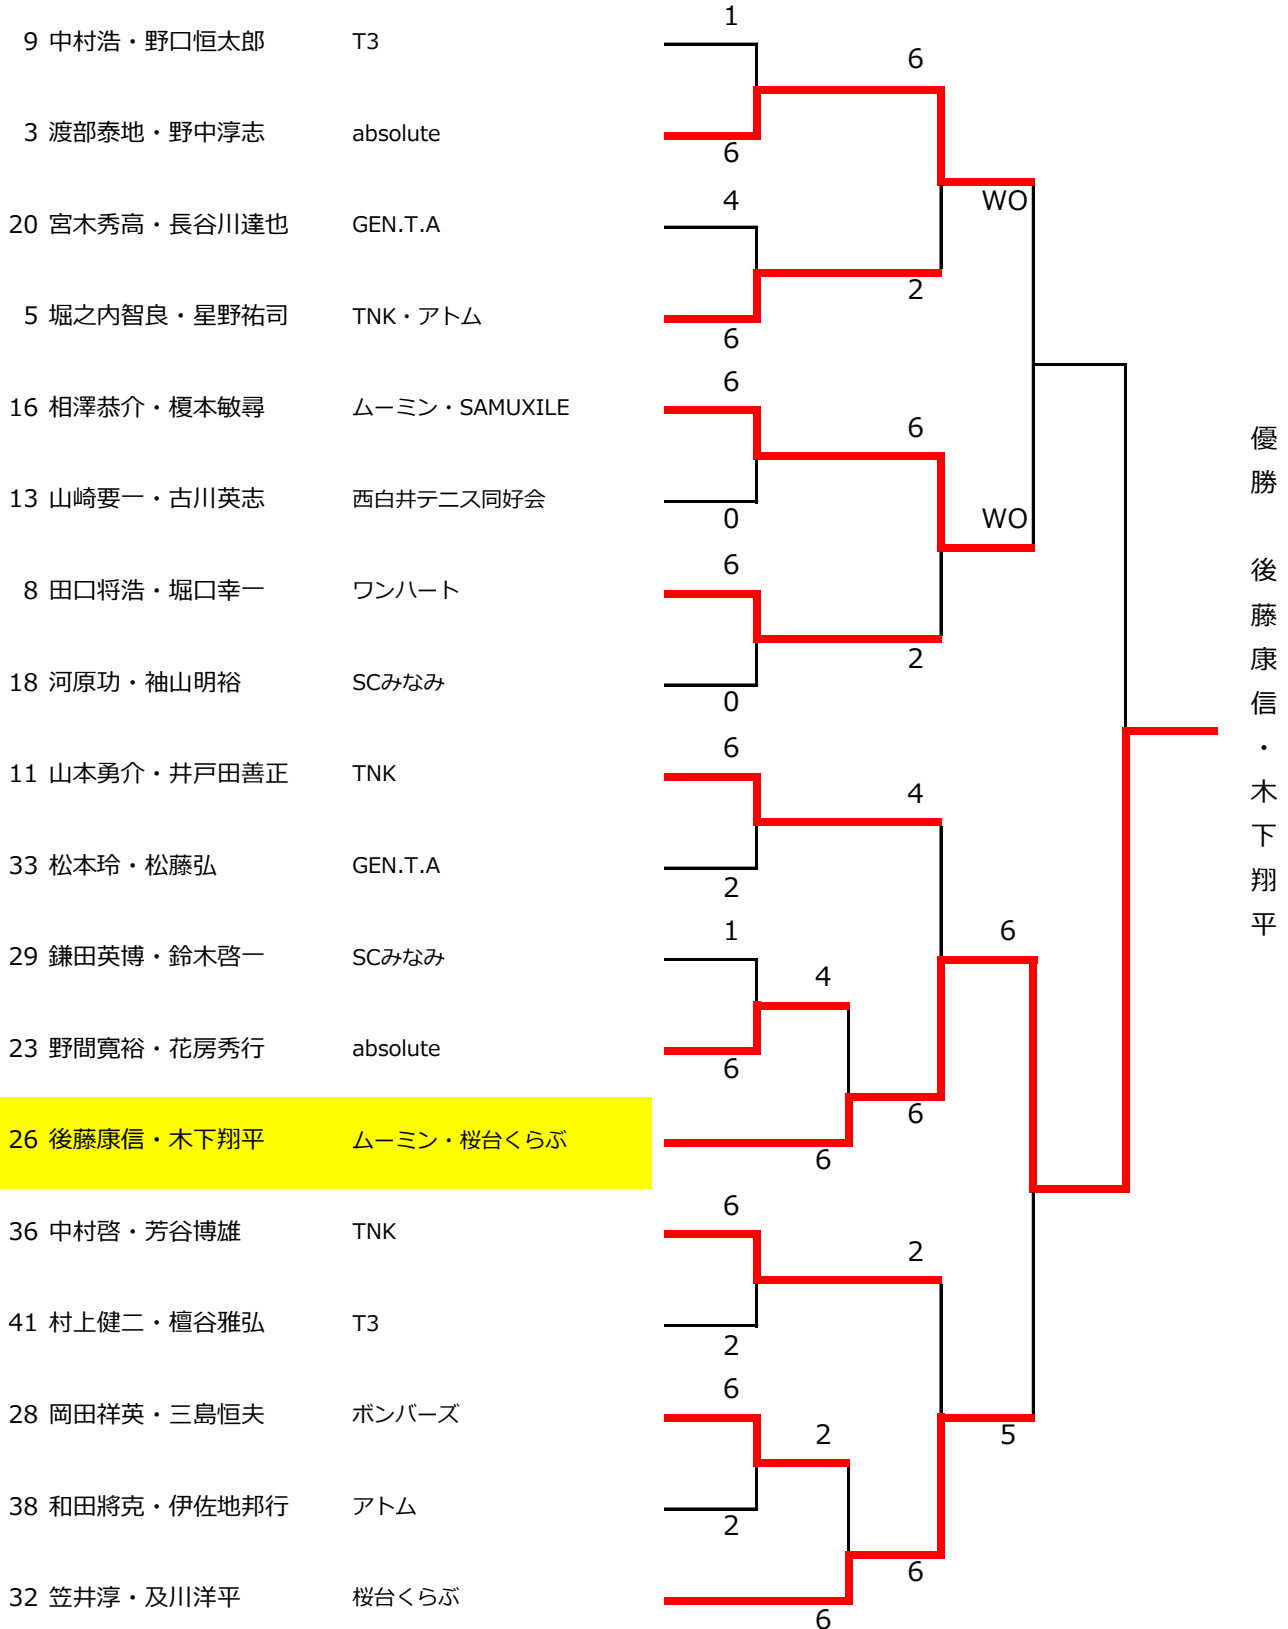 1
9 中村浩・野口恒太郎 T3
6
3 渡部泰地・野中淳志 absolute
6
4
WO
20 宮木秀高・長谷川達也 GEN.T.A
2
5 堀之内智良・星野祐司 TNK・アトム
6
6
16 相澤恭介・榎本敏尋 ムーミン・SAMUXILE
6
13 山崎要一・古川英志 西白井テニス同好会
0
WO
6
8 田口将浩・堀口幸一 ワンハート
2
18 河原功・袖山明裕 SCみなみ
0
6
11 山本勇介・井戸田善正 TNK
4
33 松本玲・松藤弘 GEN.T.A
2
1
6
29 鎌田英博・鈴木啓一 SCみなみ
4
23 野間寛裕・花房秀行 absolute
6
6
26 後藤康信・木下翔平 ムーミン・桜台くらぶ
6
6
36 中村啓・芳谷博雄 TNK
2
41 村上健二・檀谷雅弘 T3
2
6
28 岡田祥英・三島恒夫 ボンバーズ
2
5
38 和田將克・伊佐地邦行 アトム
2
6
32 笠井淳・及川洋平 桜台くらぶ
6
優勝 後藤康信・木下翔平